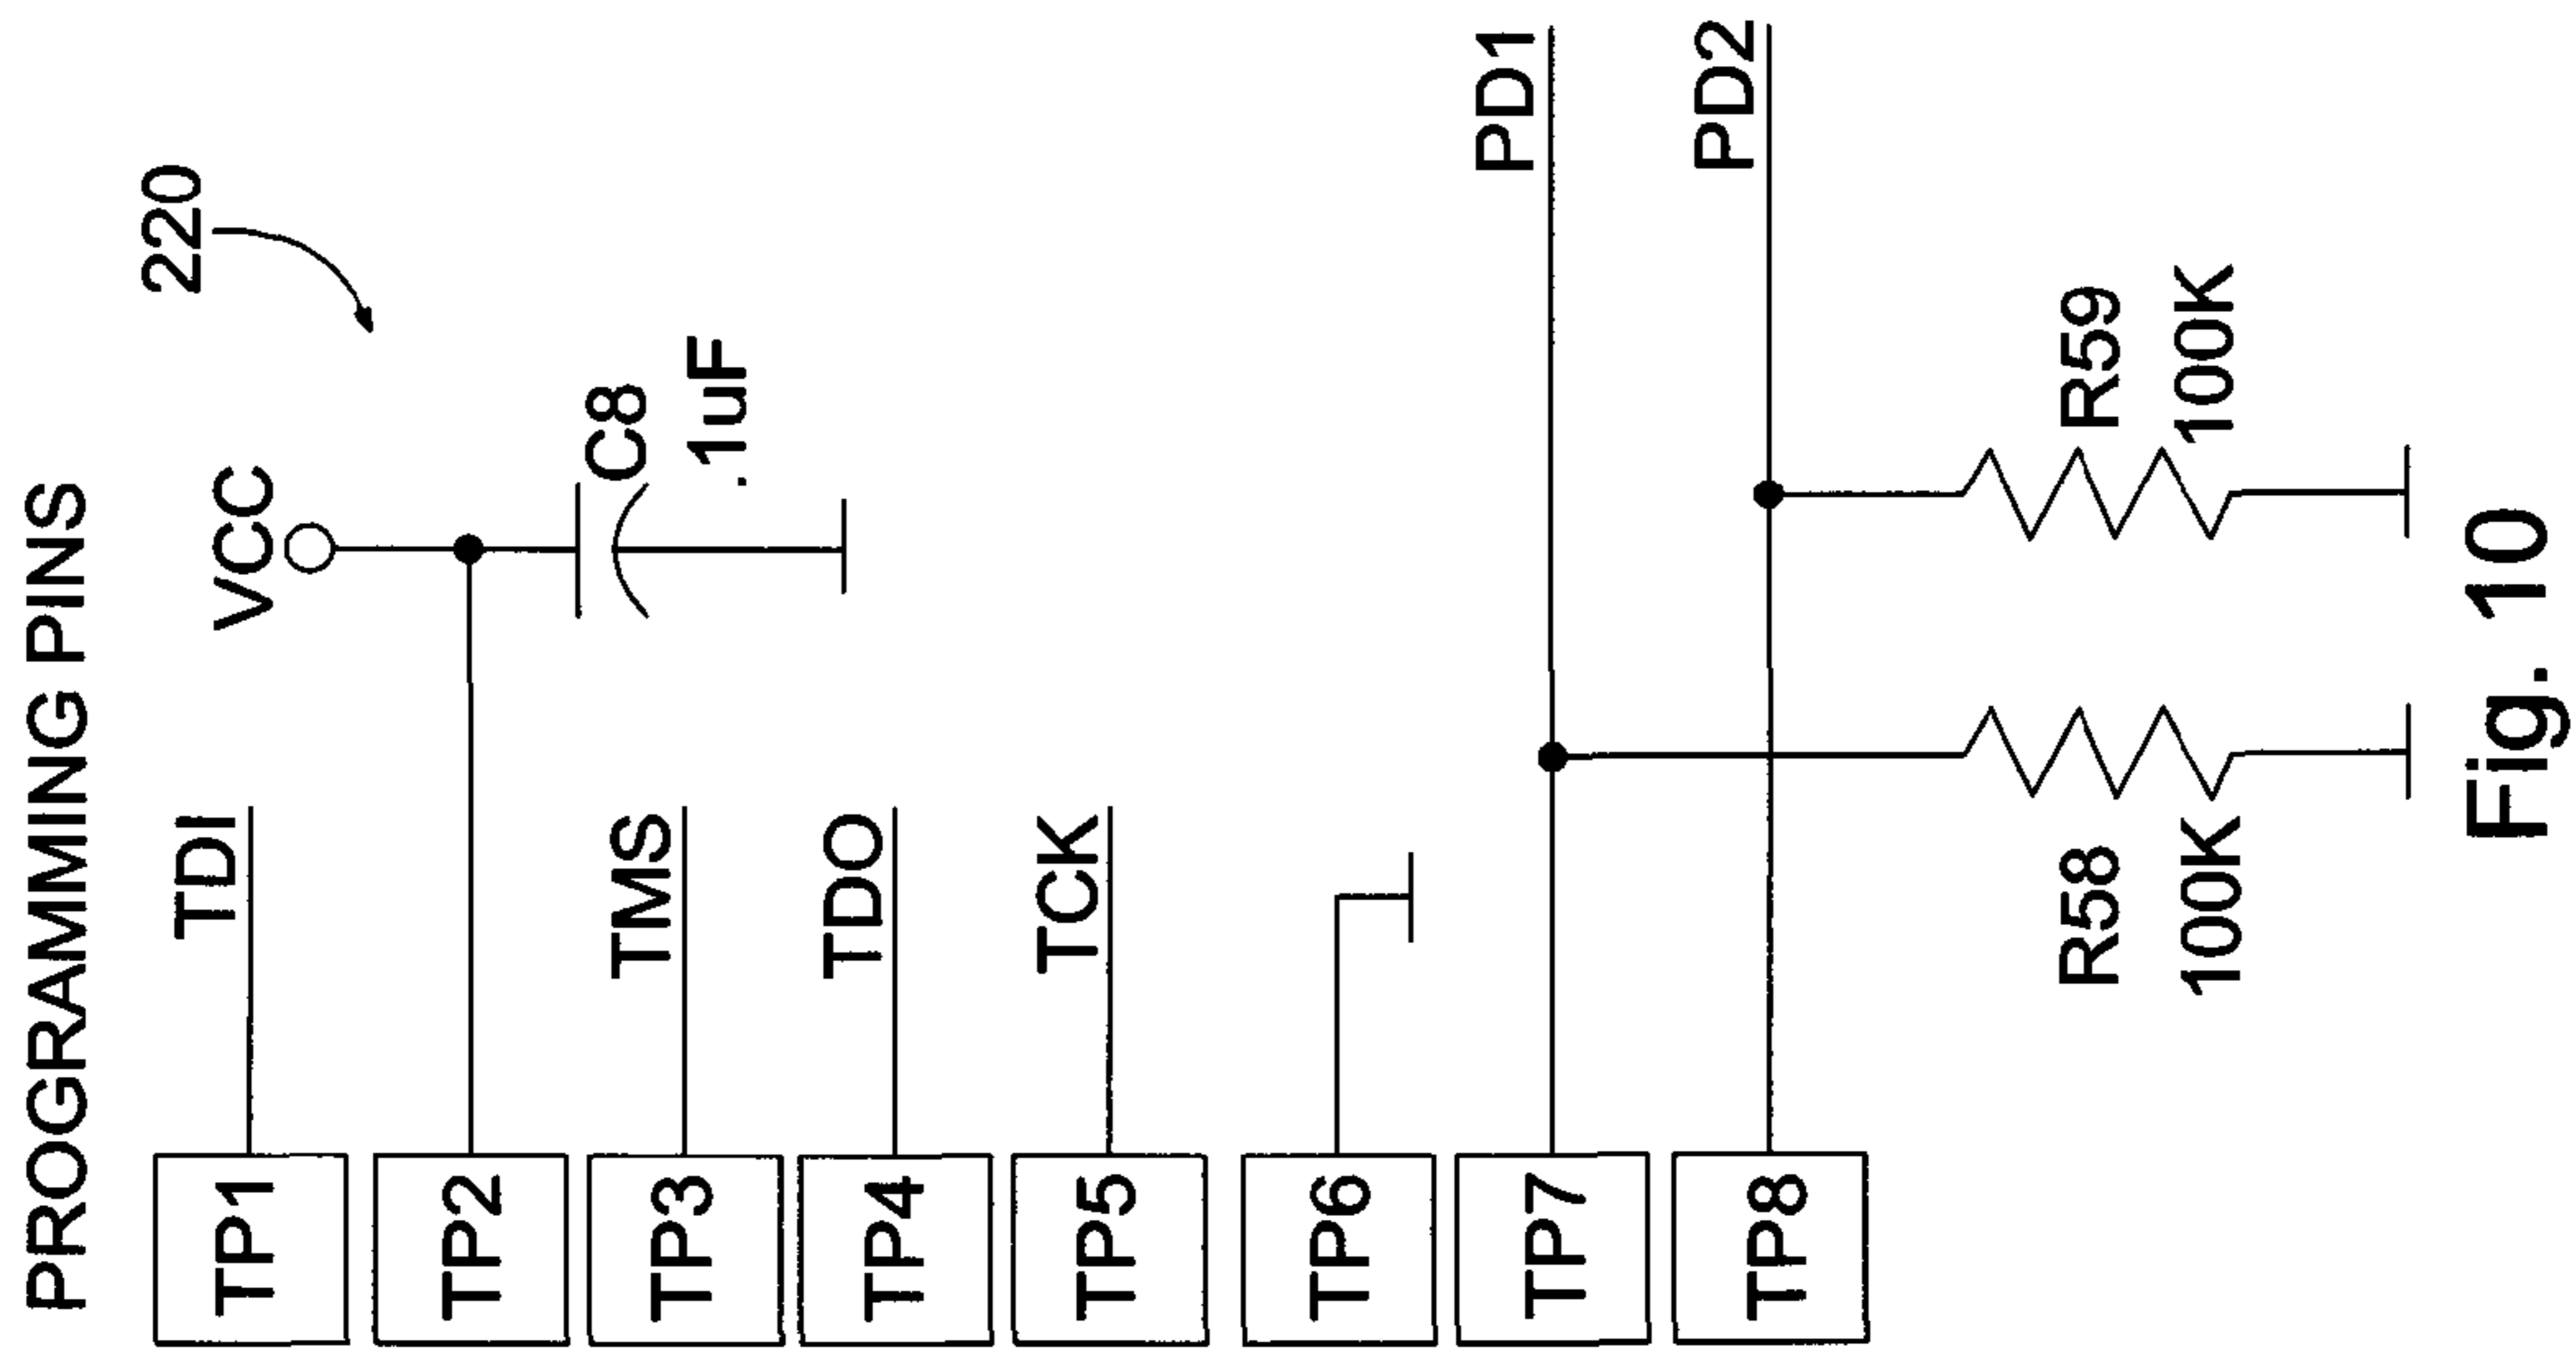 PROGRAMMING PINS
220
TP1
TDI
TP2
VCC
C8
.1uF
TP3
TMS
TP4
TDO
TP5
TCK
TP6
TP7
PD1
TP8
PD2
R58
100K
R59
100K
Fig. 10